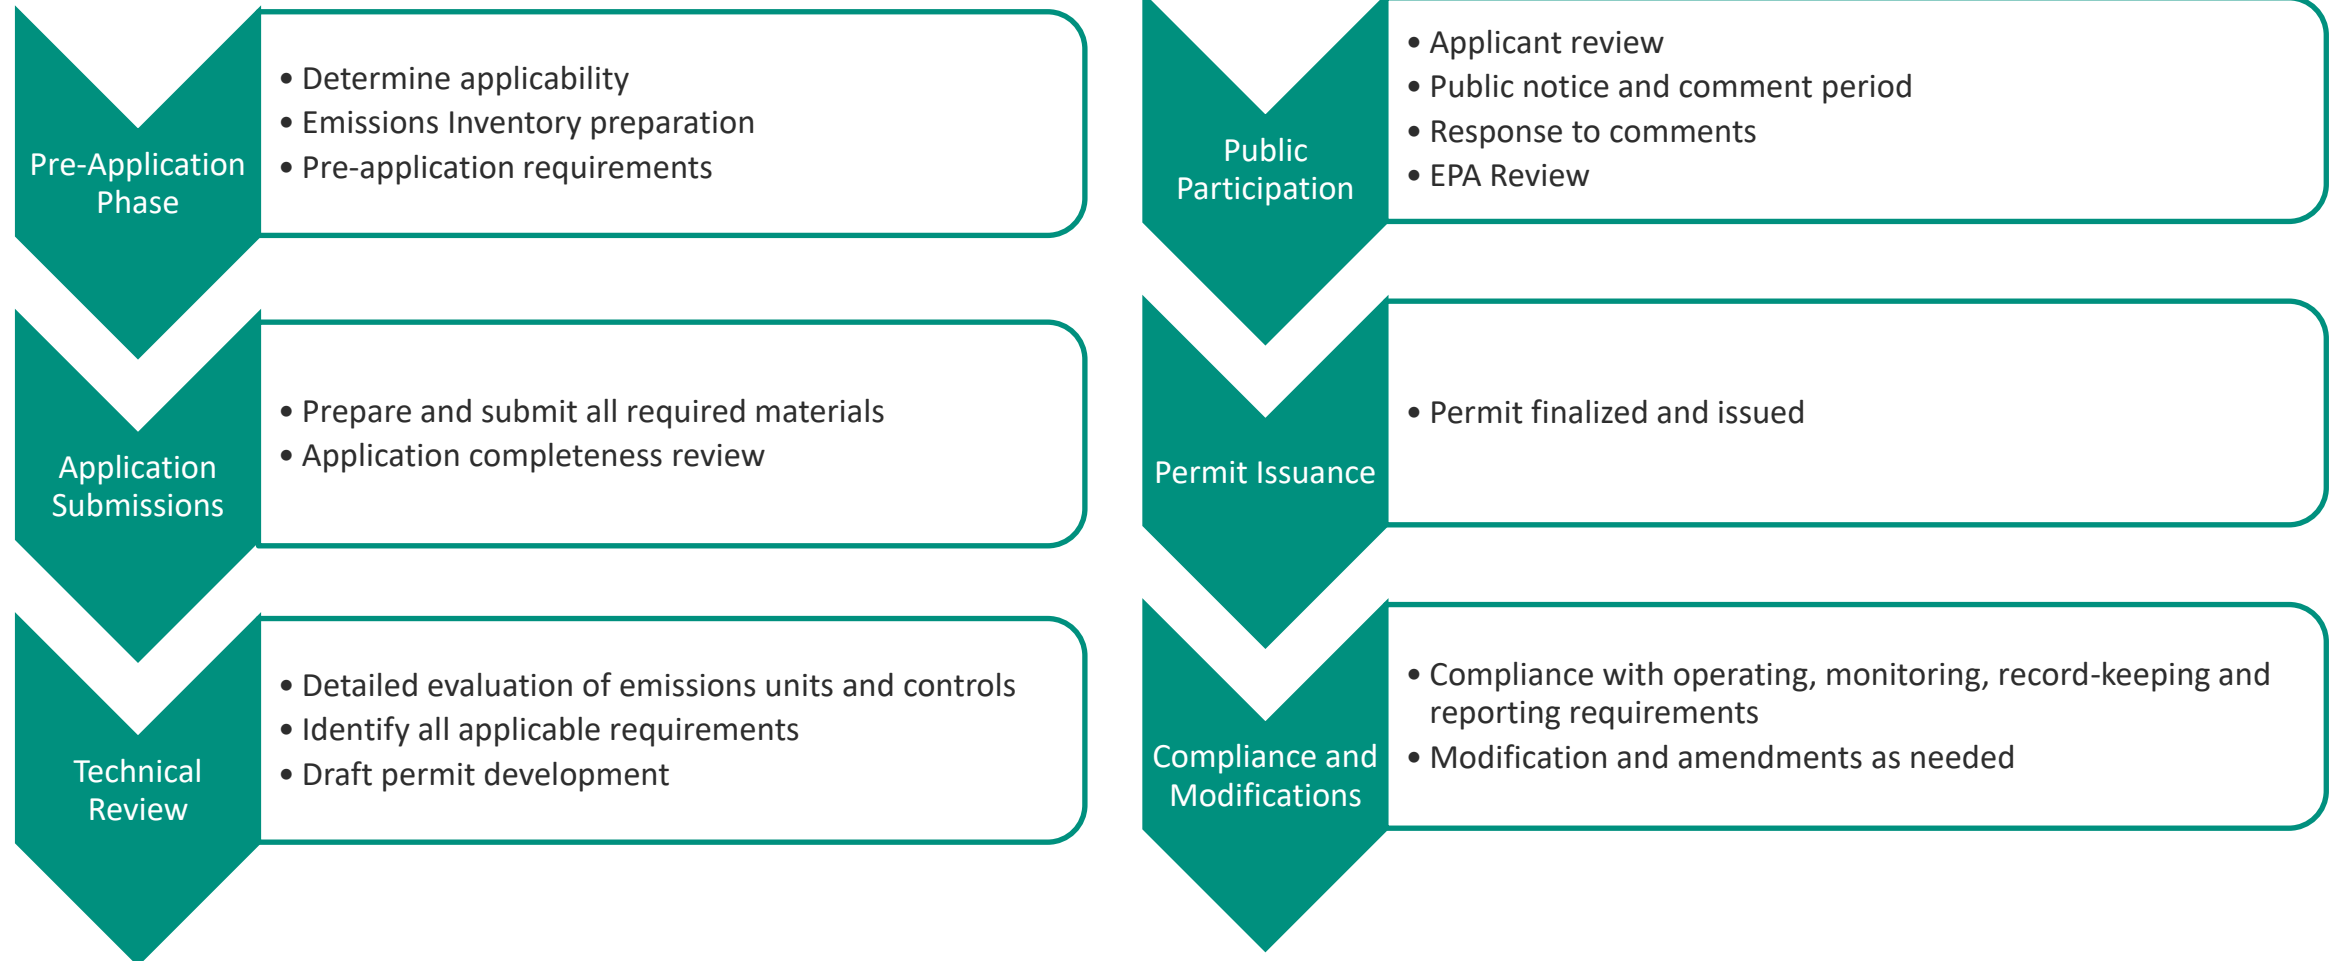 Pre-Application
Phase
• Determine applicability
• Emissions Inventory preparation
• Pre-application requirements
Application
Submissions
• Prepare and submit all required materials
• Application completeness review
Technical
Review
• Detailed evaluation of emissions units and controls
• Identify all applicable requirements
• Draft permit development
Public
Participation
• Applicant review
• Public notice and comment period
• Response to comments
• EPA Review
Permit Issuance
• Permit finalized and issued
Compliance and
Modifications
• Compliance with operating, monitoring, record-keeping and
reporting requirements
• Modification and amendments as needed